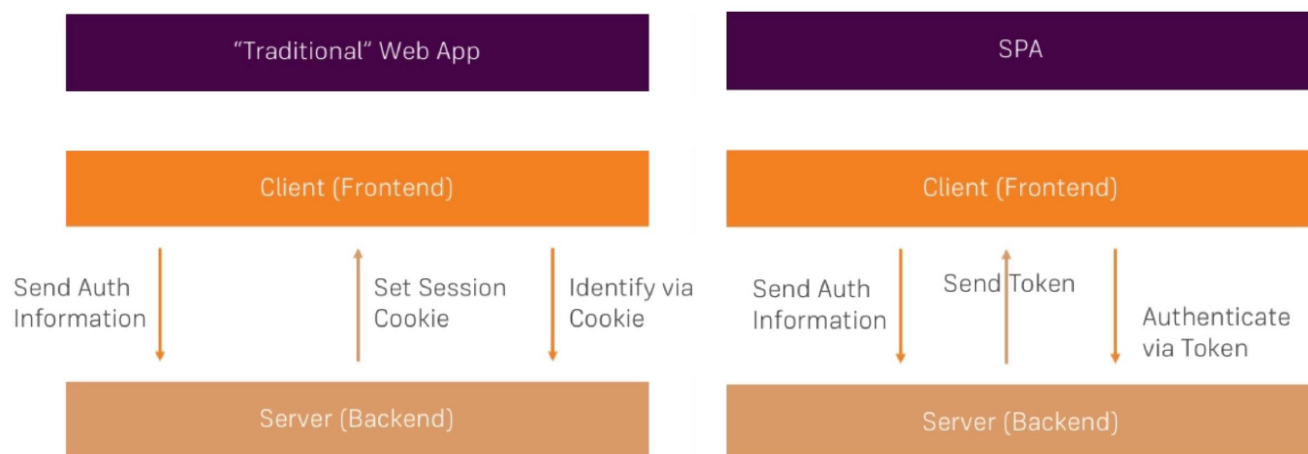 “Traditional“ Web App
Client (Frontend)
Send Auth
Information
Set Session
Cookie
Identify via
Cookie
Server (Backend)
SPA
Client (Frontend)
Send Auth
Information
Send Token
Authenticate
via Token
Server (Backend)